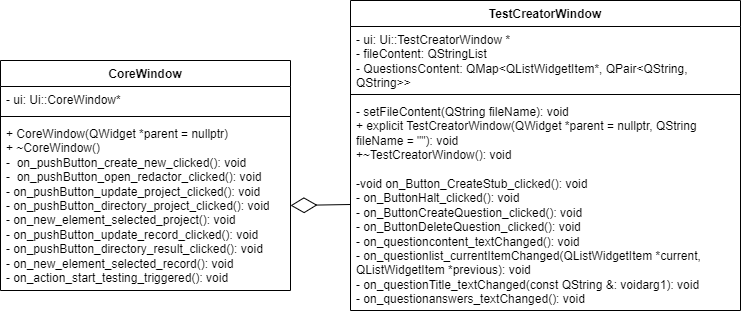 CoreWindow
- ui: Ui::CoreWindow*
+ CoreWindow(QWidget *parent = nullptr)
+ ~CoreWindow()
- on_pushButton_create_new_clicked(): void
- on_pushButton_open_redactor_clicked(): void
- on_pushButton_update_project_clicked(): void
- on_pushButton_directory_project_clicked(): void
- on_new_element_selected_project(): void
- on_pushButton_update_record_clicked(): void
- on_pushButton_directory_result_clicked(): void
- on_new_element_selected_record(): void
- on_action_start_testing_triggered(): void
TestCreatorWindow
- ui: Ui::TestCreatorWindow *
- fileContent: QStringList
- QuestionsContent: QMap<QListWidgetItem*, QPair<QString,
QString>>
- setFileContent(QString fileName): void
+ explicit TestCreatorWindow(QWidget *parent = nullptr, QString
fileName = ""): void
+~TestCreatorWindow(): void
-void on_Button_CreateStub_clicked(): void
- on_ButtonHalt_clicked(): void
- on_ButtonCreateQuestion_clicked(): void
- on_ButtonDeleteQuestion_clicked(): void
- on_questioncontent_textChanged(): void
- on_questionlist_currentItemChanged(QListWidgetItem *current,
QListWidgetItem *previous): void
- on_questionTitle_textChanged(const QString &: voidarg1): void
- on_questionanswers_textChanged(): void